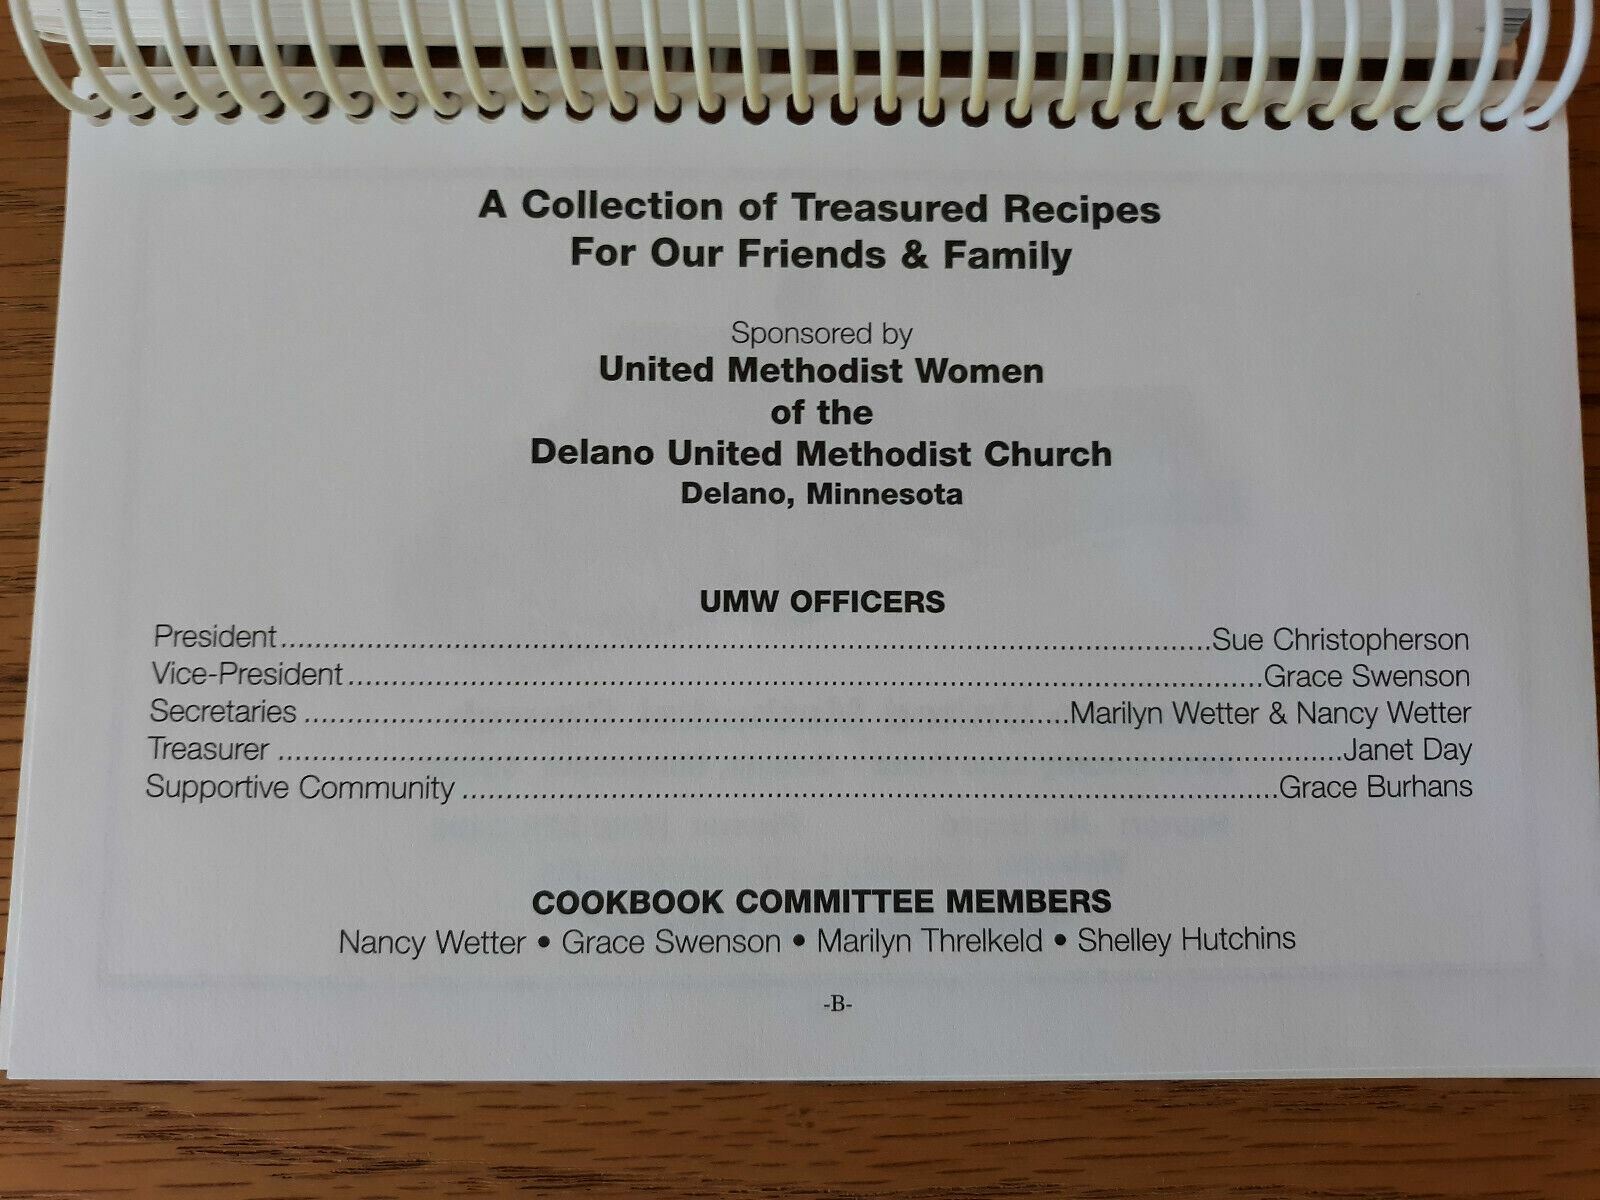 A Collection of Treasured Recipes
For Our Friends & Family
Sponsored by
United Methodist Women
of the
Delano United Methodist Church
Delano, Minnesota
UMW OFFICERS
President....................Sue Christopherson
Vice-President....................Grace Swenson
Secretaries....................Marilyn Wetter & Nancy Wetter
Treasurer....................Janet Day
Supportive Community....................Grace Burhans
COOKBOOK COMMITTEE MEMBERS
Nancy Wetter • Grace Swenson • Marilyn Threlkeld • Shelley Hutchins
-B-